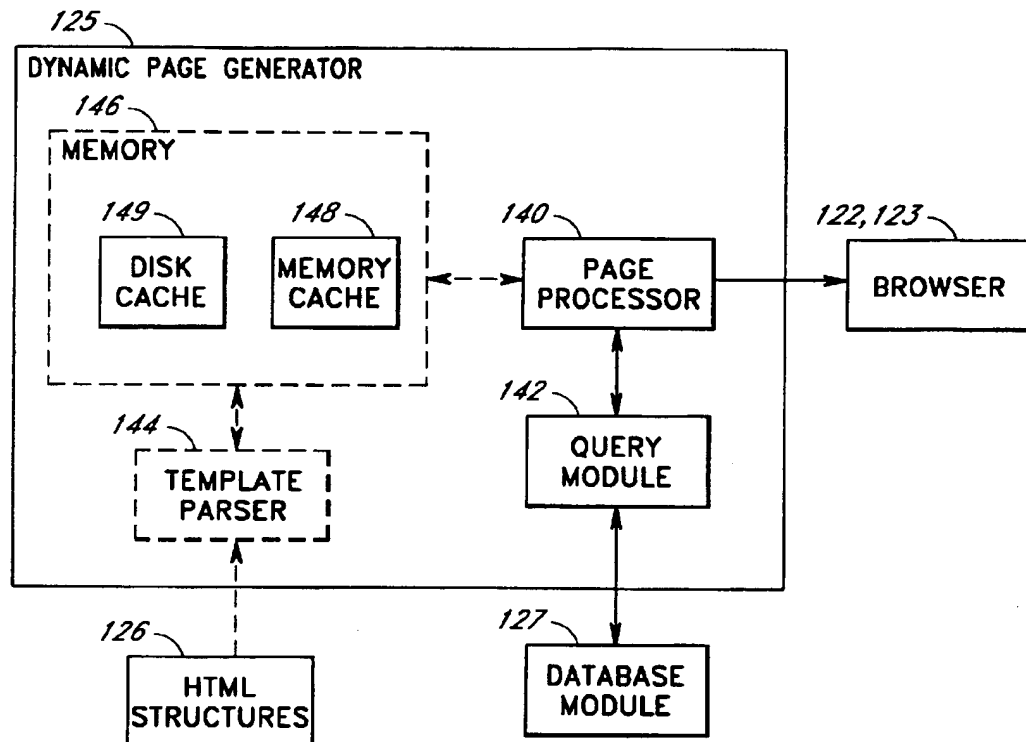 125
DYNAMIC PAGE GENERATOR
146
MEMORY
149
DISK
CACHE
148
MEMORY
CACHE
140
PAGE
PROCESSOR
122,123
BROWSER
144
TEMPLATE
PARSER
142
QUERY
MODULE
126
HTML
STRUCTURES
127
DATABASE
MODULE